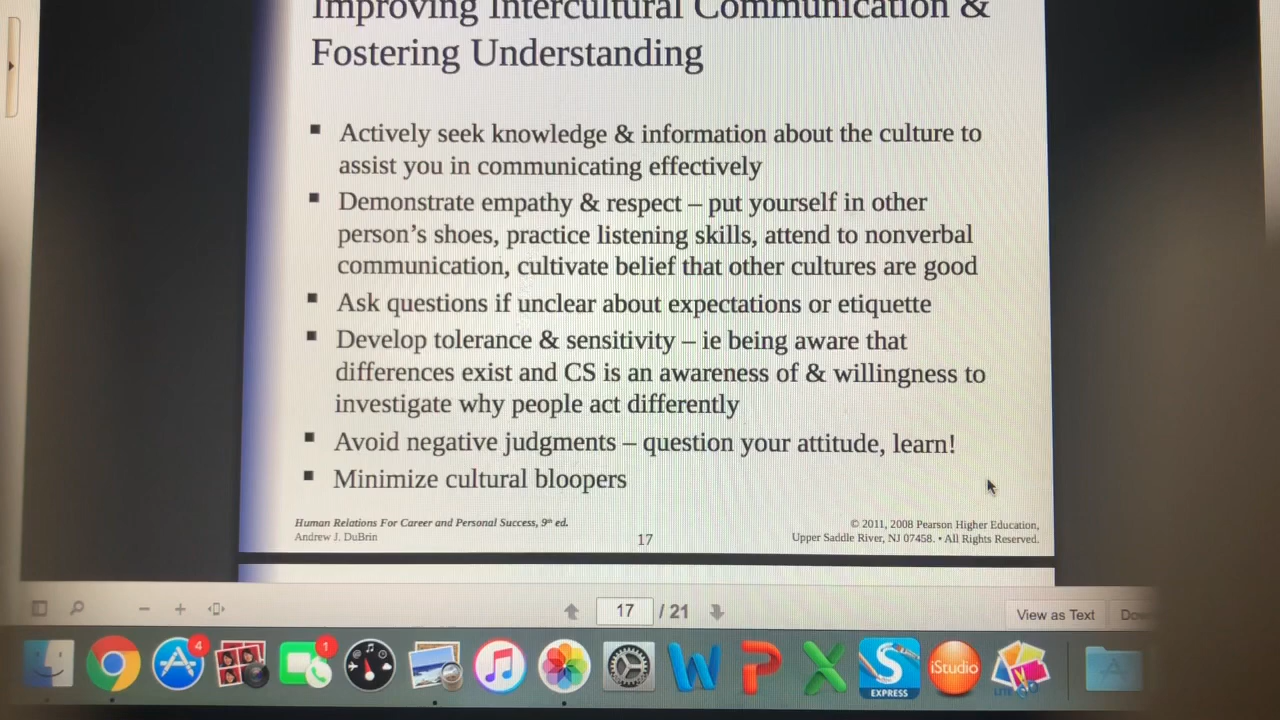 Improving Intercultural Communication &
Fostering Understanding
▪ Actively seek knowledge & information about the culture to
assist you in communicating effectively
▪ Demonstrate empathy & respect – put yourself in other
person's shoes, practice listening skills, attend to nonverbal
communication, cultivate belief that other cultures are good
▪ Ask questions if unclear about expectations or etiquette
▪ Develop tolerance & sensitivity – ie being aware that
differences exist and CS is an awareness of & willingness to
investigate why people act differently
▪ Avoid negative judgments – question your attitude, learn!
▪ Minimize cultural bloopers
Human Relations For Career and Personal Success, 9th ed.
Andrew J. DuBrin
17
© 2011, 2008 Pearson Higher Education,
Upper Saddle River, NJ 07458. • All Rights Reserved.
17 / 21
View as Text
4
1
W
P
X
S
EXPRESS
iStudio
LITE